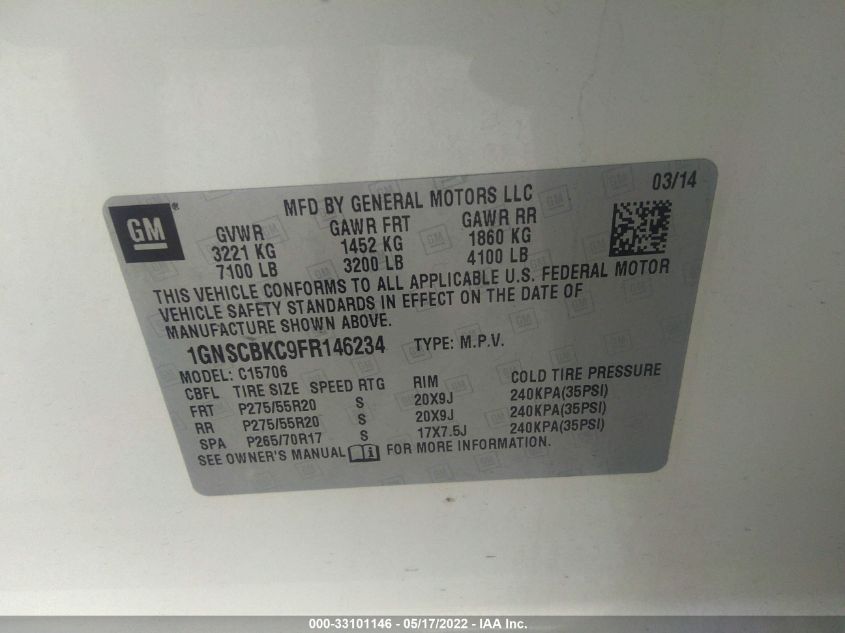 MFD BY GENERAL MOTORS LLC
03/14
GM®
GVWR GAWR FRT GAWR RR
3221 KG 1452 KG 1860 KG
7100 LB 3200 LB 4100 LB
THIS VEHICLE CONFORMS TO ALL APPLICABLE U.S. FEDERAL MOTOR
VEHICLE SAFETY STANDARDS IN EFFECT ON THE DATE OF
MANUFACTURE SHOWN ABOVE.
1GNSCBKC9FR146234 TYPE: M.P.V.
MODEL: C15706
CBFL TIRE SIZE SPEED RTG RIM COLD TIRE PRESSURE
FRT P275/55R20 S 20X9J 240KPA(35PSI)
RR P275/55R20 S 20X9J 240KPA(35PSI)
SPA P265/70R17 S 17X7.5J 240KPA(35PSI)
SEE OWNER'S MANUAL FOR MORE INFORMATION.
000-33101146 - 05/17/2022 - IAA Inc.